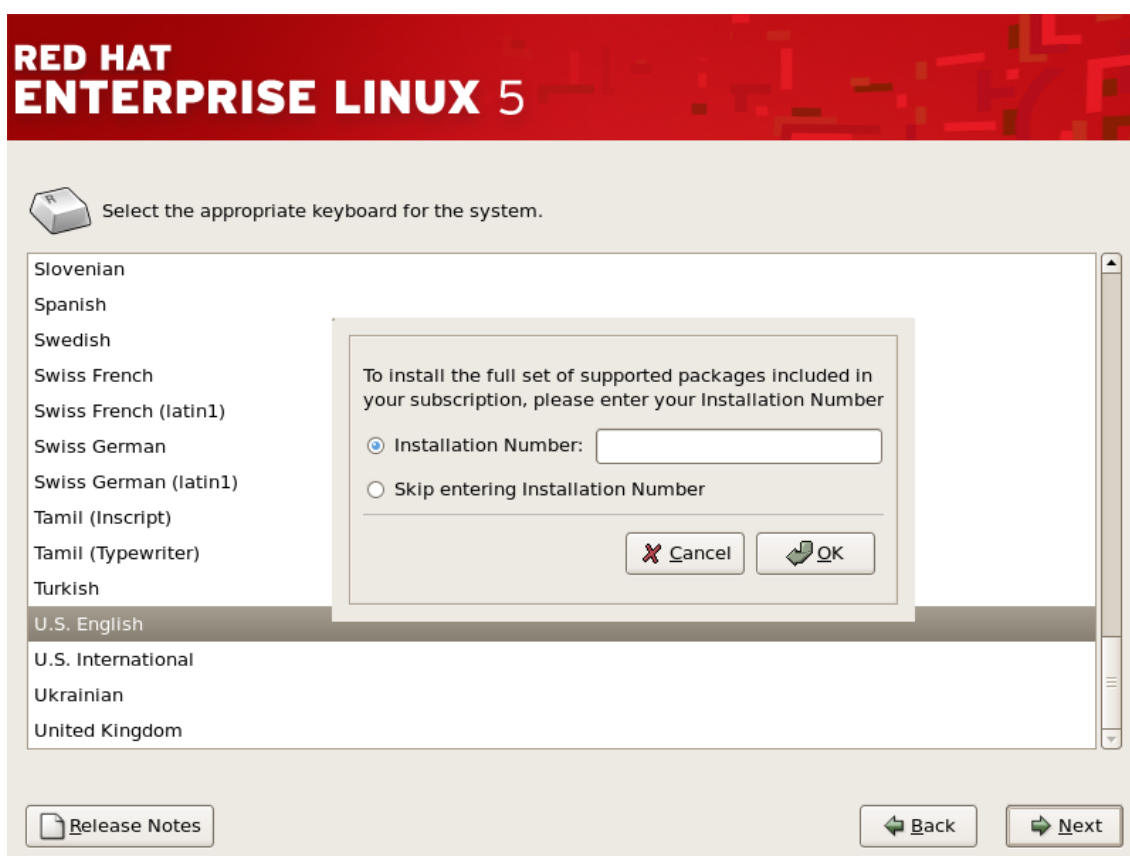 RED HAT
ENTERPRISE LINUX 5
R
Select the appropriate keyboard for the system.
Slovenian
Spanish
Swedish
Swiss French
Swiss French (latin1)
Swiss German
Swiss German (latin1)
Tamil (Inscript)
Tamil (Typewriter)
Turkish
U.S. English
U.S. International
Ukrainian
United Kingdom
To install the full set of supported packages included in
your subscription, please enter your Installation Number
Installation Number:
Skip entering Installation Number
Cancel OK
Release Notes Back Next